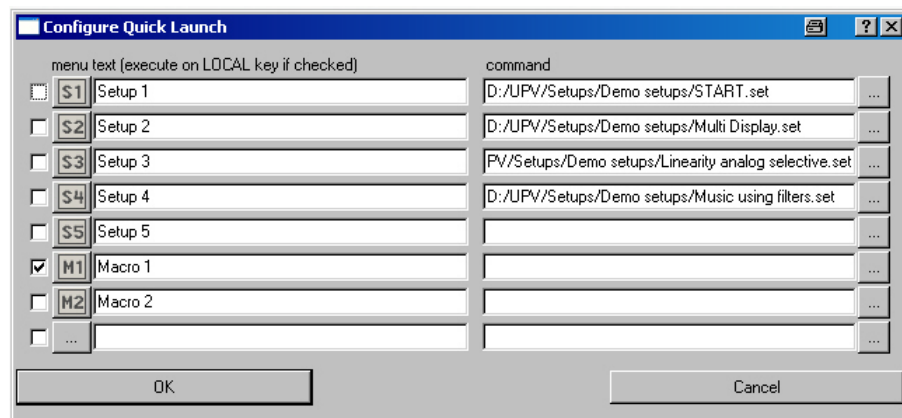 Configure Quick Launch ? X
menu text (execute on LOCAL key if checked) command
S1 Setup 1 D:/UPV/Setups/Demo setups/START.set ...
S2 Setup 2 D:/UPV/Setups/Demo setups/Multi Display.set ...
S3 Setup 3 PV/Setups/Demo setups/Linearity analog selective.set ...
S4 Setup 4 D:/UPV/Setups/Demo setups/Music using filters.set ...
S5 Setup 5 ...
M1 Macro 1 ...
M2 Macro 2 ...
... ...
OK Cancel